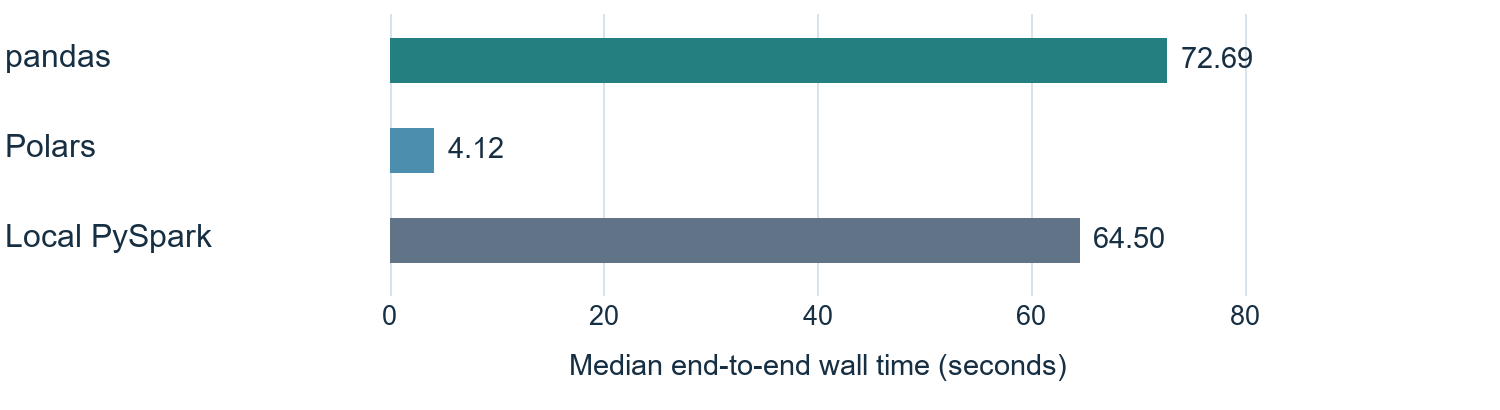 pandas 72.69
Polars 4.12
Local PySpark 64.50
0 20 40 60 80
Median end-to-end wall time (seconds)